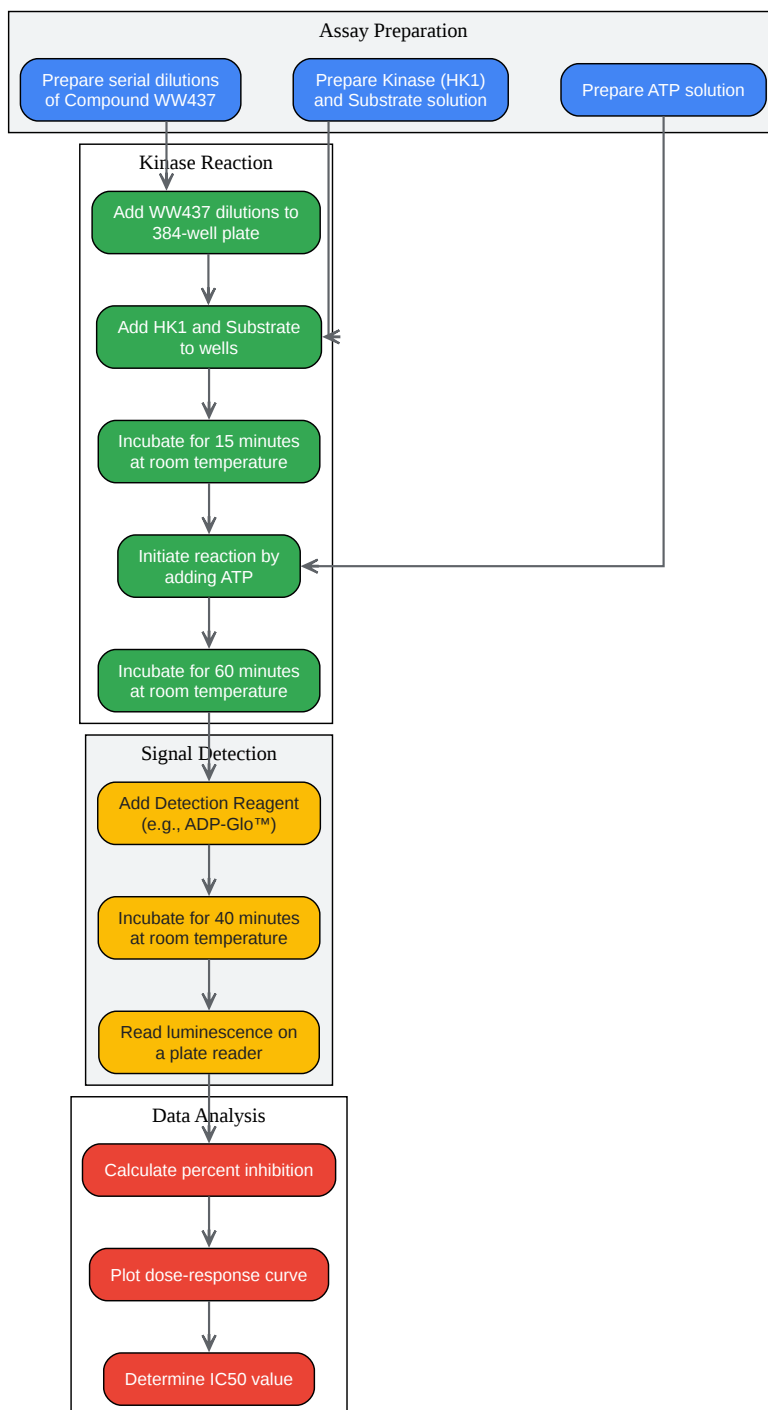 Assay Preparation
Prepare serial dilutions
of Compound WW437
Prepare Kinase (HK1)
and Substrate solution
Prepare ATP solution
Kinase Reaction
Add WW437 dilutions to
384-well plate
Add HK1 and Substrate
to wells
Incubate for 15 minutes
at room temperature
Initiate reaction by
adding ATP
Incubate for 60 minutes
at room temperature
Signal Detection
Add Detection Reagent
(e.g., ADP-Glo™)
Incubate for 40 minutes
at room temperature
Read luminescence on
a plate reader
Data Analysis
Calculate percent inhibition
Plot dose-response curve
Determine IC50 value